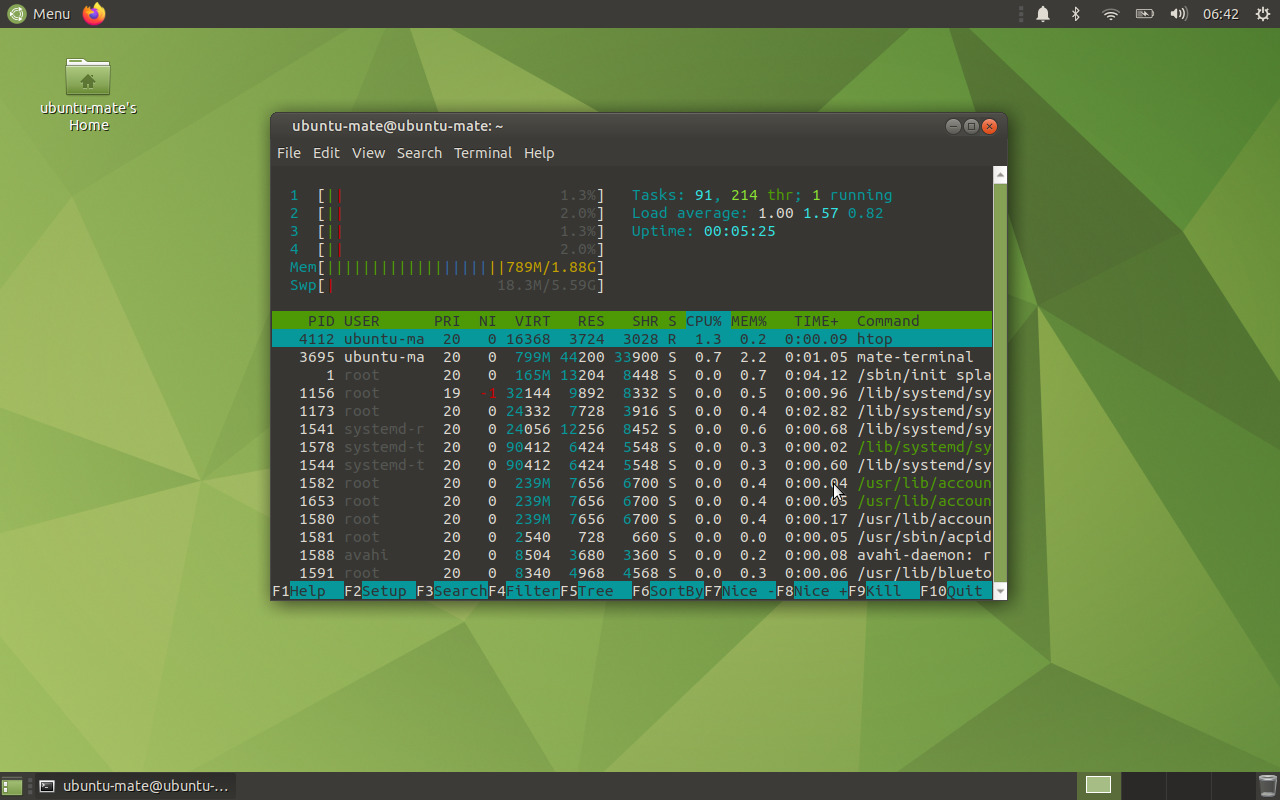 Menu 06:42
ubuntu-mate's
Home
ubuntu-mate@ubuntu-mate: ~
File Edit View Search Terminal Help
1 [|| 1.3%] Tasks: 91, 214 thr; 1 running
2 [|| 2.0%] Load average: 1.00 1.57 0.82
3 [|| 1.3%] Uptime: 00:05:25
4 [|| 2.0%]
Mem[||||||||||||||||||||789M/1.88G]
Swp[| 18.3M/5.59G]
PID USER PRI NI VIRT RES SHR S CPU% MEM% TIME+ Command
4112 ubuntu-ma 20 0 16368 3724 3028 R 1.3 0.2 0:00.09 htop
3695 ubuntu-ma 20 0 799M 44200 33900 S 0.7 2.2 0:01.05 mate-terminal
1 root 20 0 165M 13204 8448 S 0.0 0.7 0:04.12 /sbin/init spla
1156 root 19 -1 32144 9892 8332 S 0.0 0.5 0:00.96 /lib/systemd/sy
1173 root 20 0 24332 7728 3916 S 0.0 0.4 0:02.82 /lib/systemd/sy
1541 systemd-r 20 0 24056 12256 8452 S 0.0 0.6 0:00.68 /lib/systemd/sy
1578 systemd-t 20 0 90412 6424 5548 S 0.0 0.3 0:00.02 /lib/systemd/sy
1544 systemd-t 20 0 90412 6424 5548 S 0.0 0.3 0:00.60 /lib/systemd/sy
1582 root 20 0 239M 7656 6700 S 0.0 0.4 0:00.04 /usr/lib/accoun
1653 root 20 0 239M 7656 6700 S 0.0 0.4 0:00.05 /usr/lib/accoun
1580 root 20 0 239M 7656 6700 S 0.0 0.4 0:00.17 /usr/lib/accoun
1581 root 20 0 2540 728 660 S 0.0 0.0 0:00.05 /usr/sbin/acpid
1588 avahi 20 0 8504 3680 3360 S 0.0 0.2 0:00.08 avahi-daemon: r
1591 root 20 0 8340 4968 4568 S 0.0 0.3 0:00.06 /usr/lib/blueto
F1Help F2Setup F3SearchF4FilterF5Tree F6SortByF7Nice -F8Nice +F9Kill F10Quit
ubuntu-mate@ubuntu-...